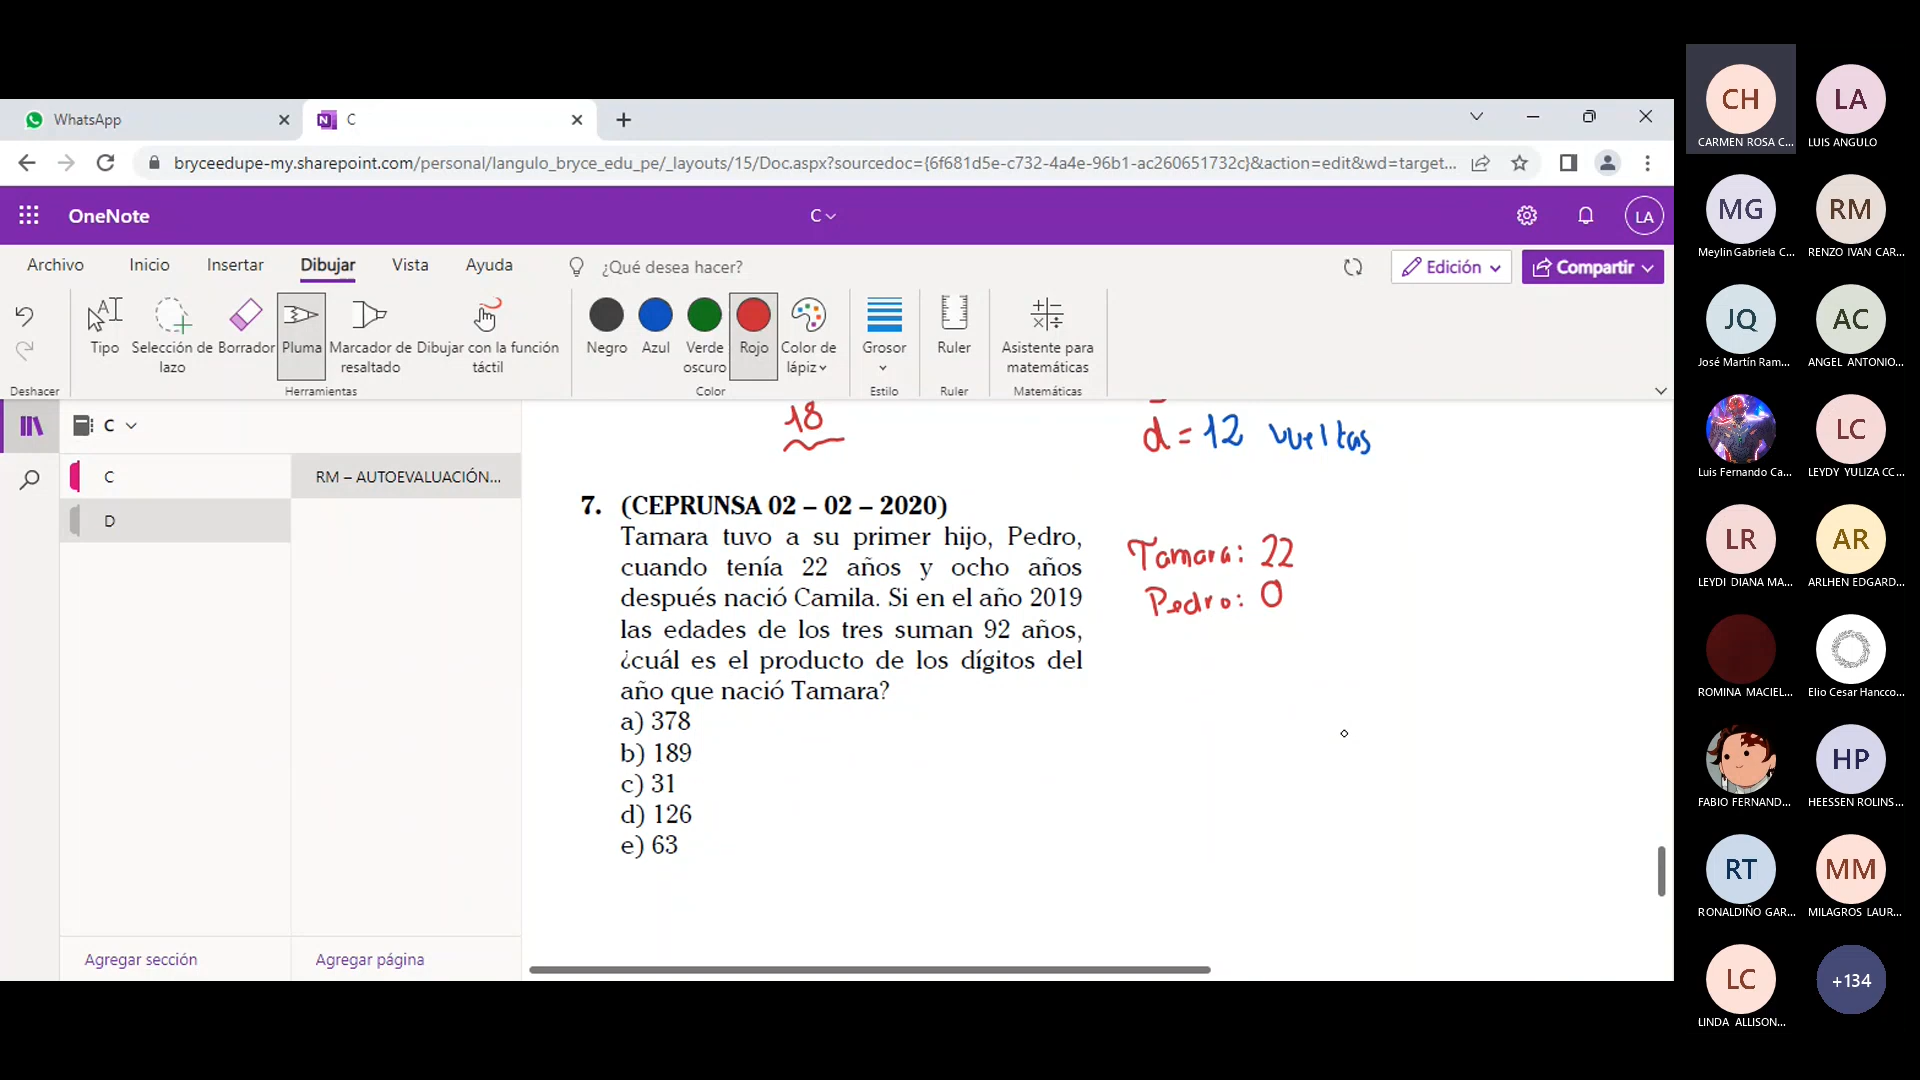 WhatsApp
C
bryceedupe-my.sharepoint.com/personal/langulo_bryce_edu_pe/_layouts/15/Doc.aspx?sourcedoc={6f681d5e-c732-4a4e-96b1-ac260651732c}&action=edit&wd=target...
OneNote
C
LA
Archivo Inicio Insertar Dibujar Vista Ayuda ¿Qué desea hacer? Edición Compartir
Tipo
Selección de lazo
Borrador
Pluma
Marcador de resaltado
Dibujar con la función táctil
Negro
Azul
Verde oscuro
Rojo
Color de lápiz
Grosor
Ruler
Asistente para matemáticas
Deshacer Herramientas Color Estilo Ruler Matemáticas
C
C
D
RM – AUTOEVALUACIÓN...
Agregar sección
Agregar página
18
d = 12 vueltas
7. (CEPRUNSA 02 – 02 – 2020)
Tamara tuvo a su primer hijo, Pedro,
cuando tenía 22 años y ocho años
después nació Camila. Si en el año 2019
las edades de los tres suman 92 años,
¿cuál es el producto de los dígitos del
año que nació Tamara?
a) 378
b) 189
c) 31
d) 126
e) 63
Tamara: 22
Pedro: 0
CH
CARMEN ROSA C...
LA
LUIS ANGULO
MG
Meylin Gabriela C...
RM
RENZO IVAN CAR...
JQ
José Martín Ram...
AC
ANGEL ANTONIO...
Luis Fernando Ca...
LC
LEYDY YULIZA CC...
LR
LEYDI DIANA MA...
AR
ARLHEN EDGARD...
ROMINA MACIEL...
Elio Cesar Hancco...
FABIO FERNAND...
HP
HEESSEN ROLINS...
RT
RONALDIÑO GAR...
MM
MILAGROS LAUR...
LC
LINDA ALLISON...
+134